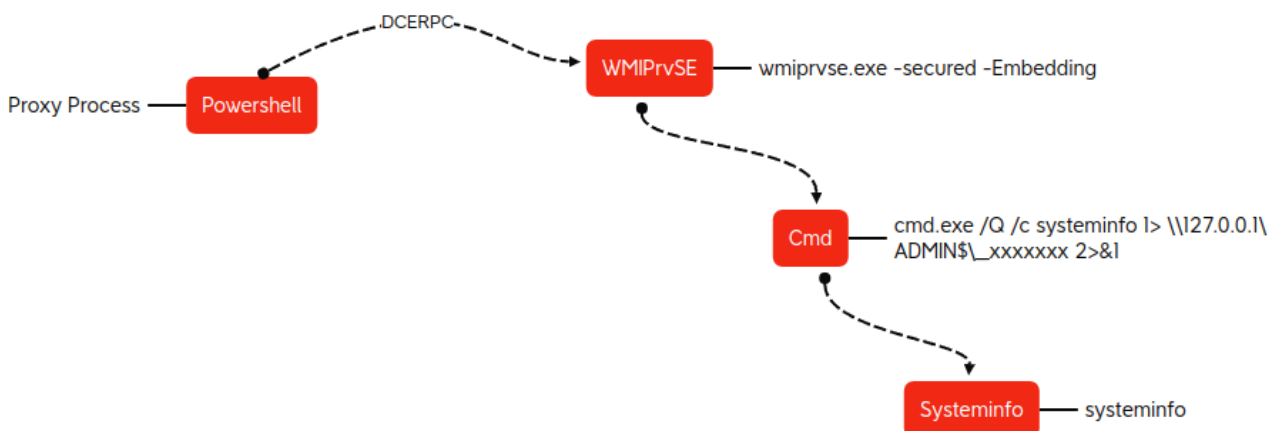 DCERPC
WMIPrvSE
wmiprvse.exe -secured -Embedding
Proxy Process
Powershell
Cmd
cmd.exe /Q /c systeminfo 1> \\127.0.0.1\
ADMIN$\_xxxxxxx 2>&1
Systeminfo
systeminfo